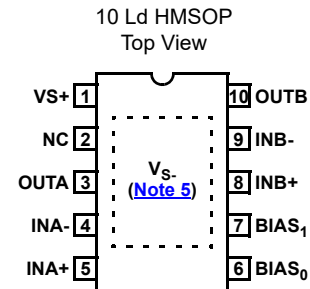 10 Ld HMSOP
Top View
VS+ 1
10 OUTB
NC 2
9 INB-
OUTA 3
8 INB+
INA- 4
7 BIAS1
INA+ 5
6 BIAS0
VS-
(Note 5)